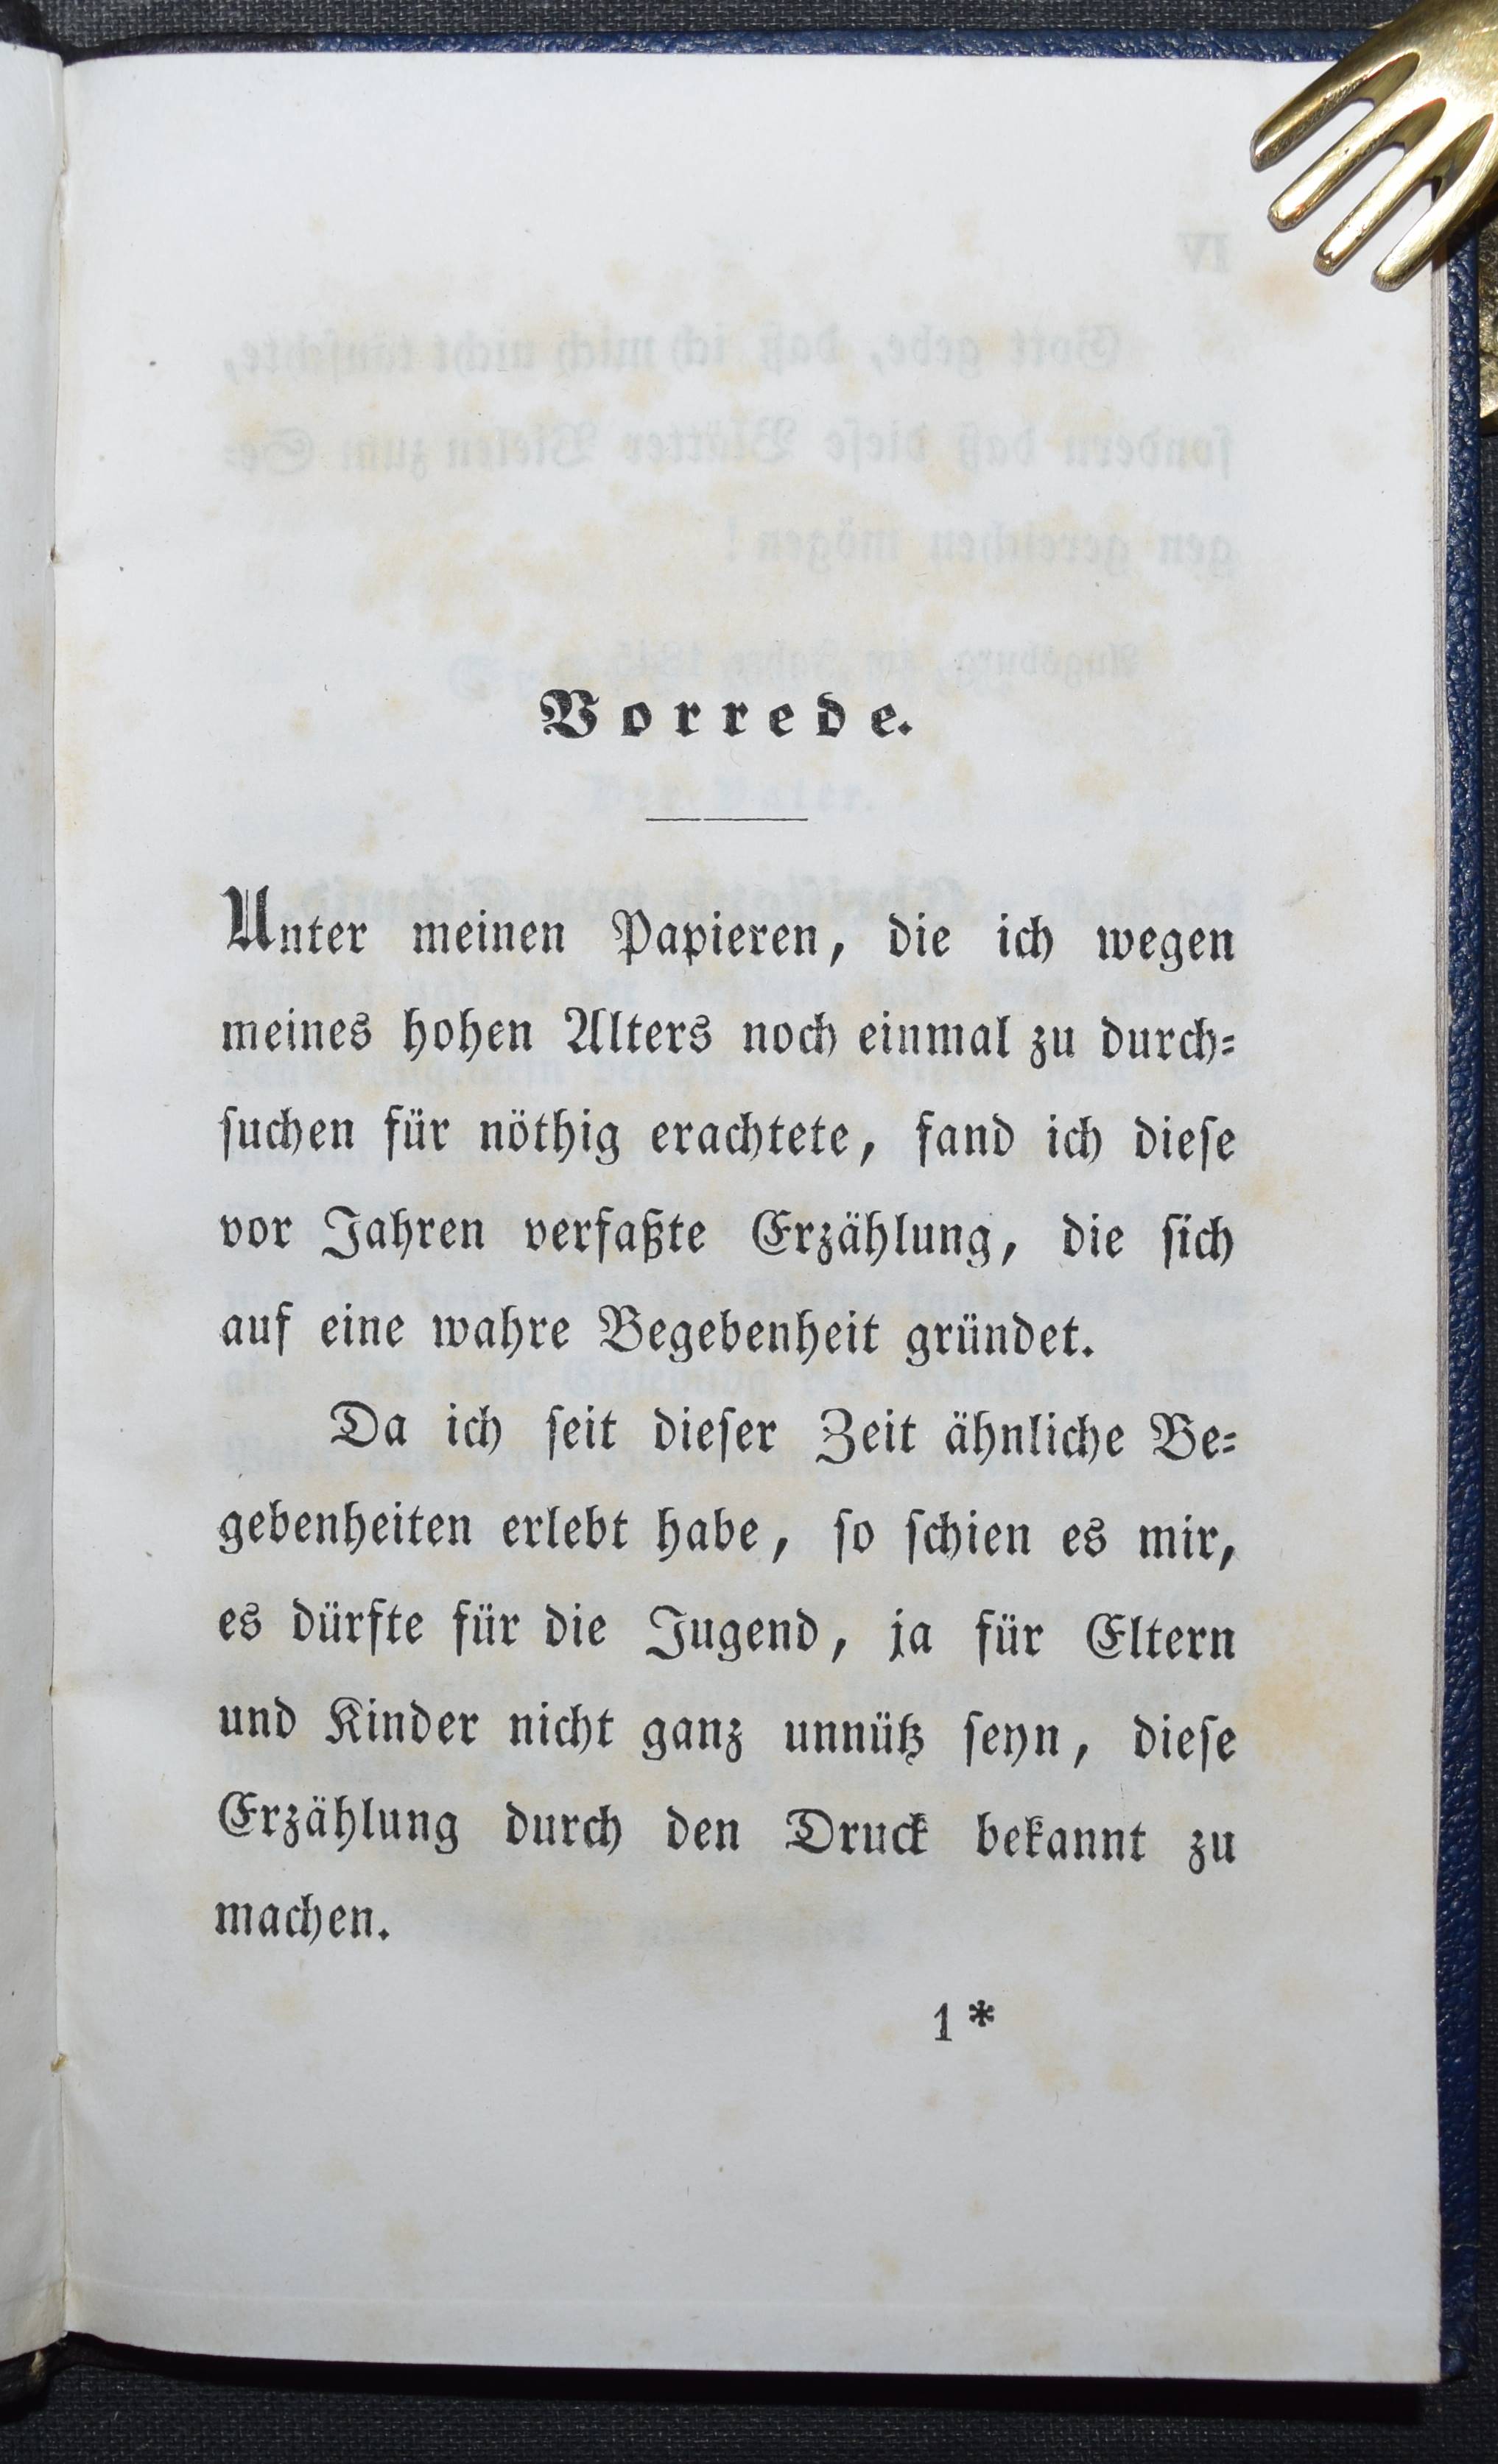 Vorrede.
Unter meinen Papieren, die ich wegen
meines hohen Alters noch einmal zu durch⸗
ſuchen für nöthig erachtete, fand ich dieſe
vor Jahren verfaßte Erzählung, die ſich
auf eine wahre Begebenheit gründet.
Da ich ſeit dieſer Zeit ähnliche Be⸗
gebenheiten erlebt habe, ſo ſchien es mir,
es dürfte für die Jugend, ja für Eltern
und Kinder nicht ganz unnütz ſeyn, dieſe
Erzählung durch den Druck bekannt zu
machen.
1*